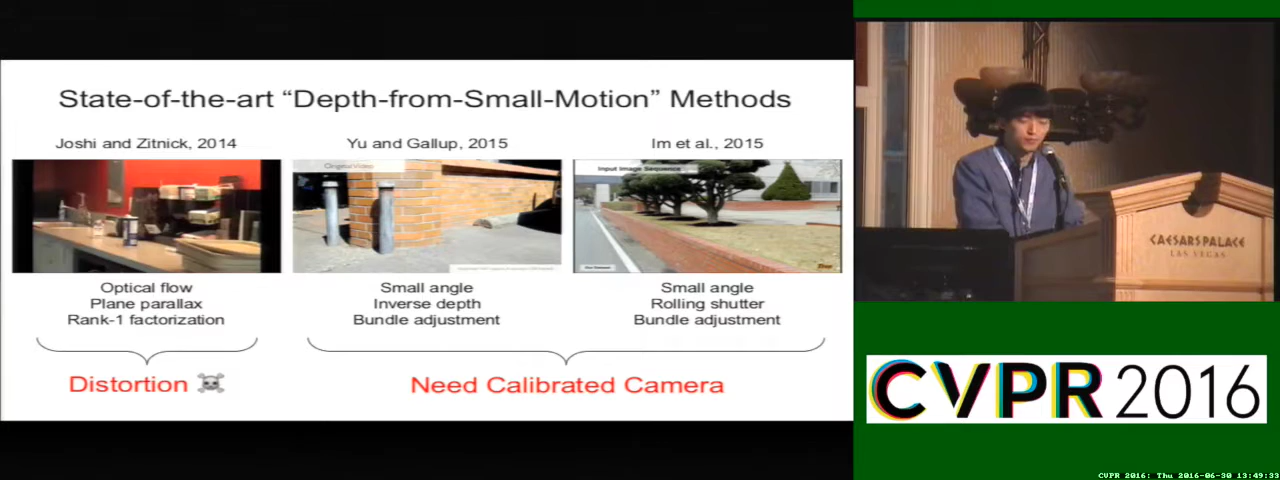 State-of-the-art “Depth-from-Small-Motion” Methods
Joshi and Zitnick, 2014
Yu and Gallup, 2015
Im et al., 2015
Original Video
Input Image Sequence
Optical flow
Plane parallax
Rank-1 factorization
Small angle
Inverse depth
Bundle adjustment
Small angle
Rolling shutter
Bundle adjustment
Distortion ☠
Need Calibrated Camera
CAESARS PALACE
LAS VEGAS
CVPR 2016
CVPR 2016: Thu 2016-06-30 13:49:33